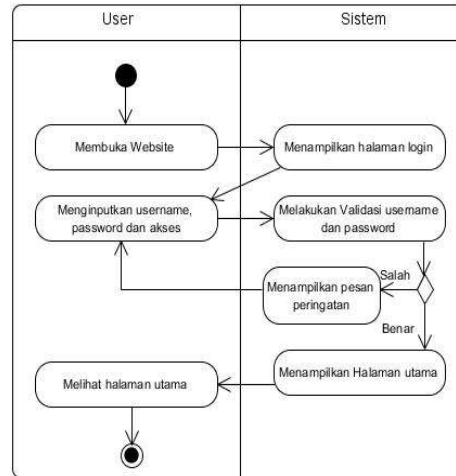 User
Sistem
Membuka Website
Menampilkan halaman login
Menginputkan username,
password dan akses
Melakukan Validasi username
dan password
Salah
Menampilkan pesan
peringatan
Benar
Menampilkan Halaman utama
Melihat halaman utama